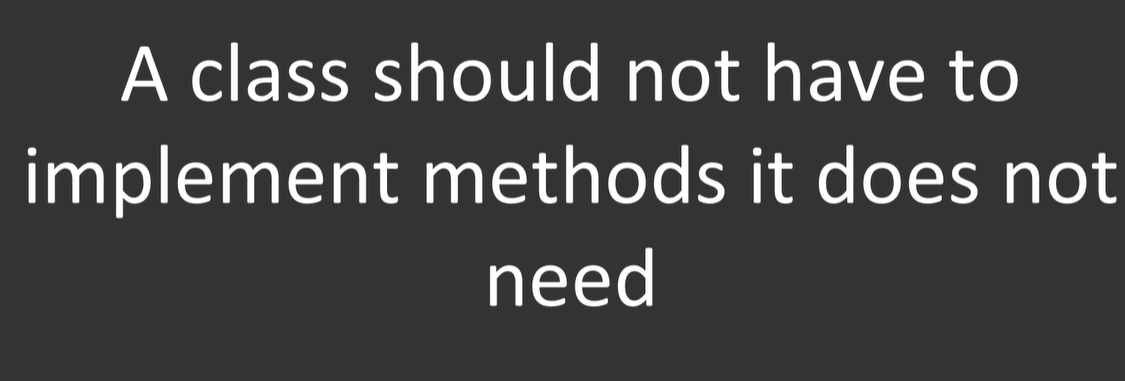 A class should not have to
implement methods it does not
need